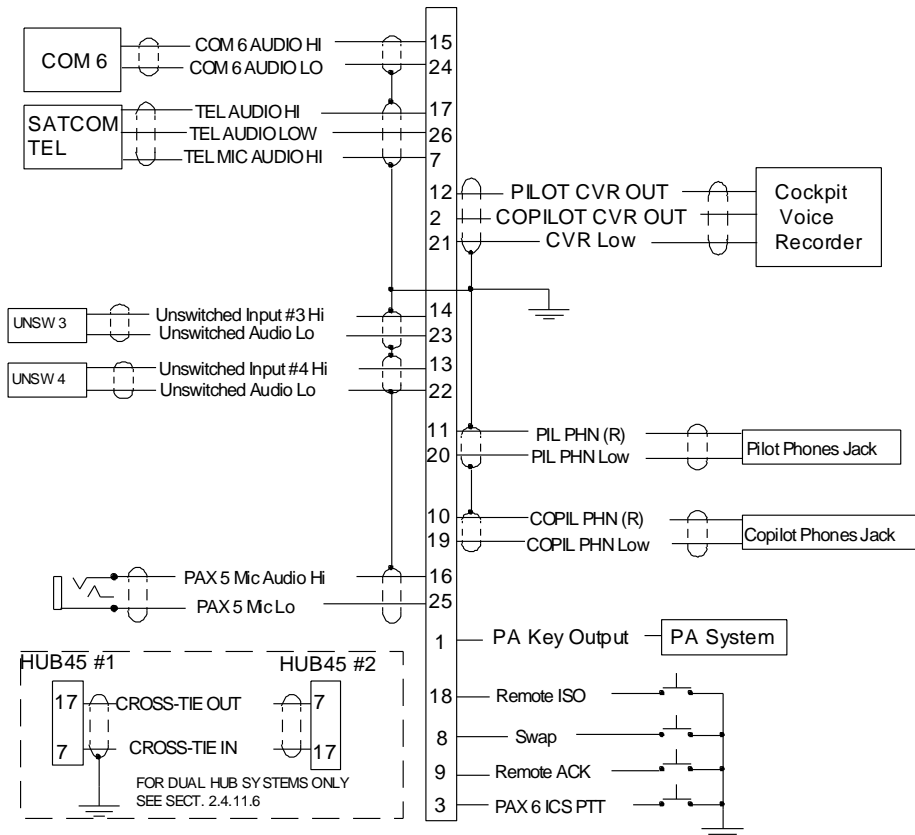 COM 6
COM 6 AUDIO HI
15
COM 6 AUDIO LO
24
SATCOM
TEL
TEL AUDIO HI
17
TEL AUDIO LOW
26
TEL MIC AUDIO HI
7
12
PILOT CVR OUT
2
COPILOT CVR OUT
21
CVR Low
Cockpit
Voice
Recorder
UNSW 3
Unswitched Input #3 Hi
14
Unswitched Audio Lo
23
UNSW 4
Unswitched Input #4 Hi
13
Unswitched Audio Lo
22
11
PIL PHN (R)
20
PIL PHN Low
Pilot Phones Jack
10
COPIL PHN (R)
19
COPIL PHN Low
Copilot Phones Jack
PAX 5 Mic Audio Hi
16
PAX 5 Mic Lo
25
1
PA Key Output
PA System
18
Remote ISO
8
Swap
9
Remote ACK
3
PAX 6 ICS PTT
HUB45 #1
HUB45 #2
17
CROSS-TIE OUT
7
7
CROSS-TIE IN
17
FOR DUAL HUB SYSTEMS ONLY
SEE SECT. 2.4.11.6